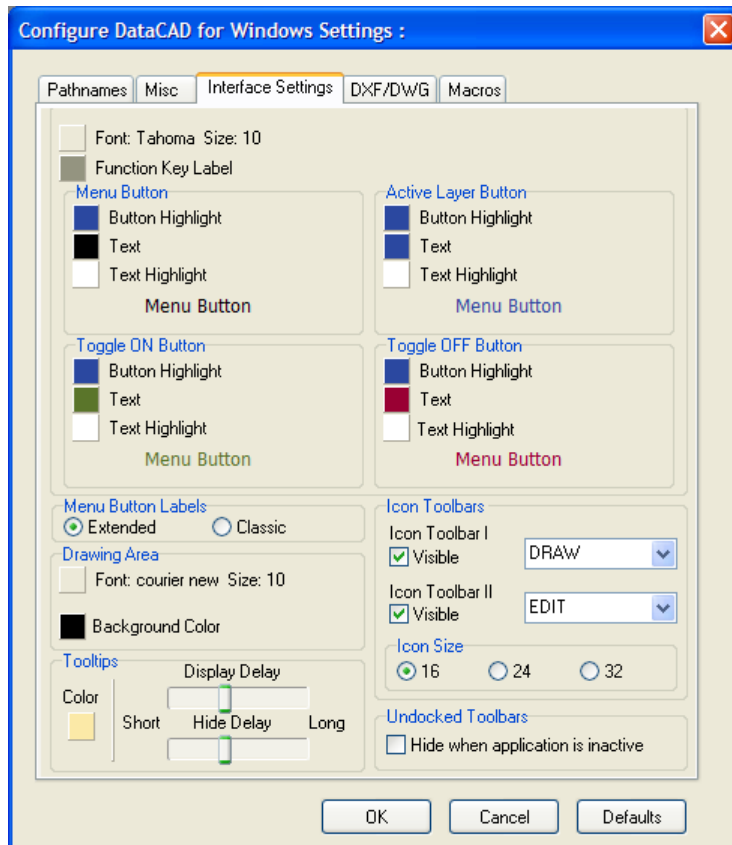 Configure DataCAD for Windows Settings :
Pathnames Misc Interface Settings DXF/DWG Macros
Font: Tahoma Size: 10
Function Key Label
Menu Button
Button Highlight
Text
Text Highlight
Menu Button
Active Layer Button
Button Highlight
Text
Text Highlight
Menu Button
Toggle ON Button
Button Highlight
Text
Text Highlight
Menu Button
Toggle OFF Button
Button Highlight
Text
Text Highlight
Menu Button
Menu Button Labels
Extended Classic
Drawing Area
Font: courier new Size: 10
Background Color
Tooltips
Color
Display Delay
Short Hide Delay Long
Icon Toolbars
Icon Toolbar I
Visible DRAW
Icon Toolbar II
Visible EDIT
Icon Size
16 24 32
Undocked Toolbars
Hide when application is inactive
OK Cancel Defaults